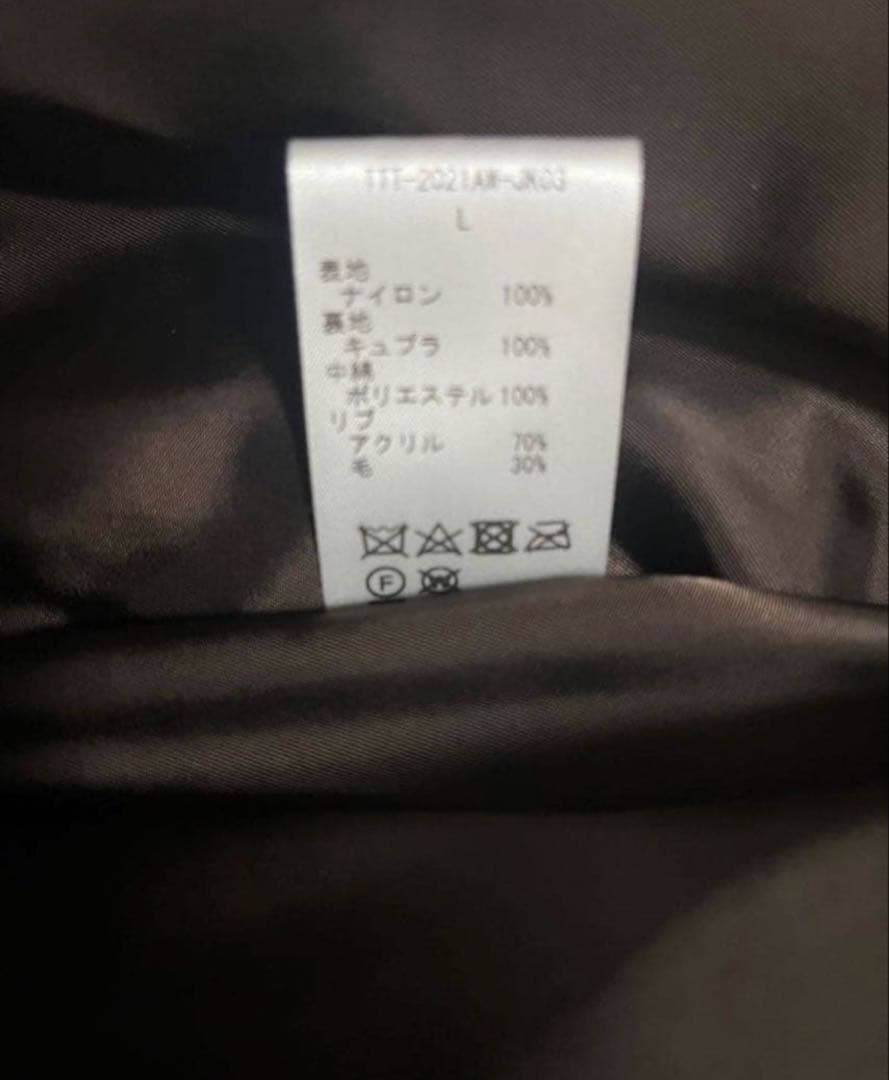 TTT-2021AW-JK03
L
表地
ナイロン 100%
裏地
キュプラ 100%
中綿
ポリエステル 100%
リブ
アクリル 70%
毛 30%
F
W